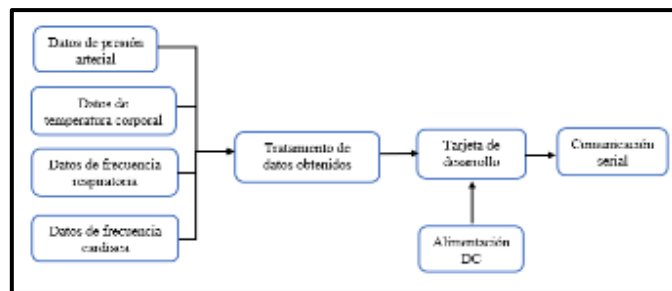 Datos de presión
arterial
Datos de
temperatura corporal
Datos de frecuencia
respiratoria
Datos de frecuencia
cardiaca
Tratamiento de
datos obtenidos
Tarjeta de
desarrollo
Comunicación
serial
Alimentación
DC